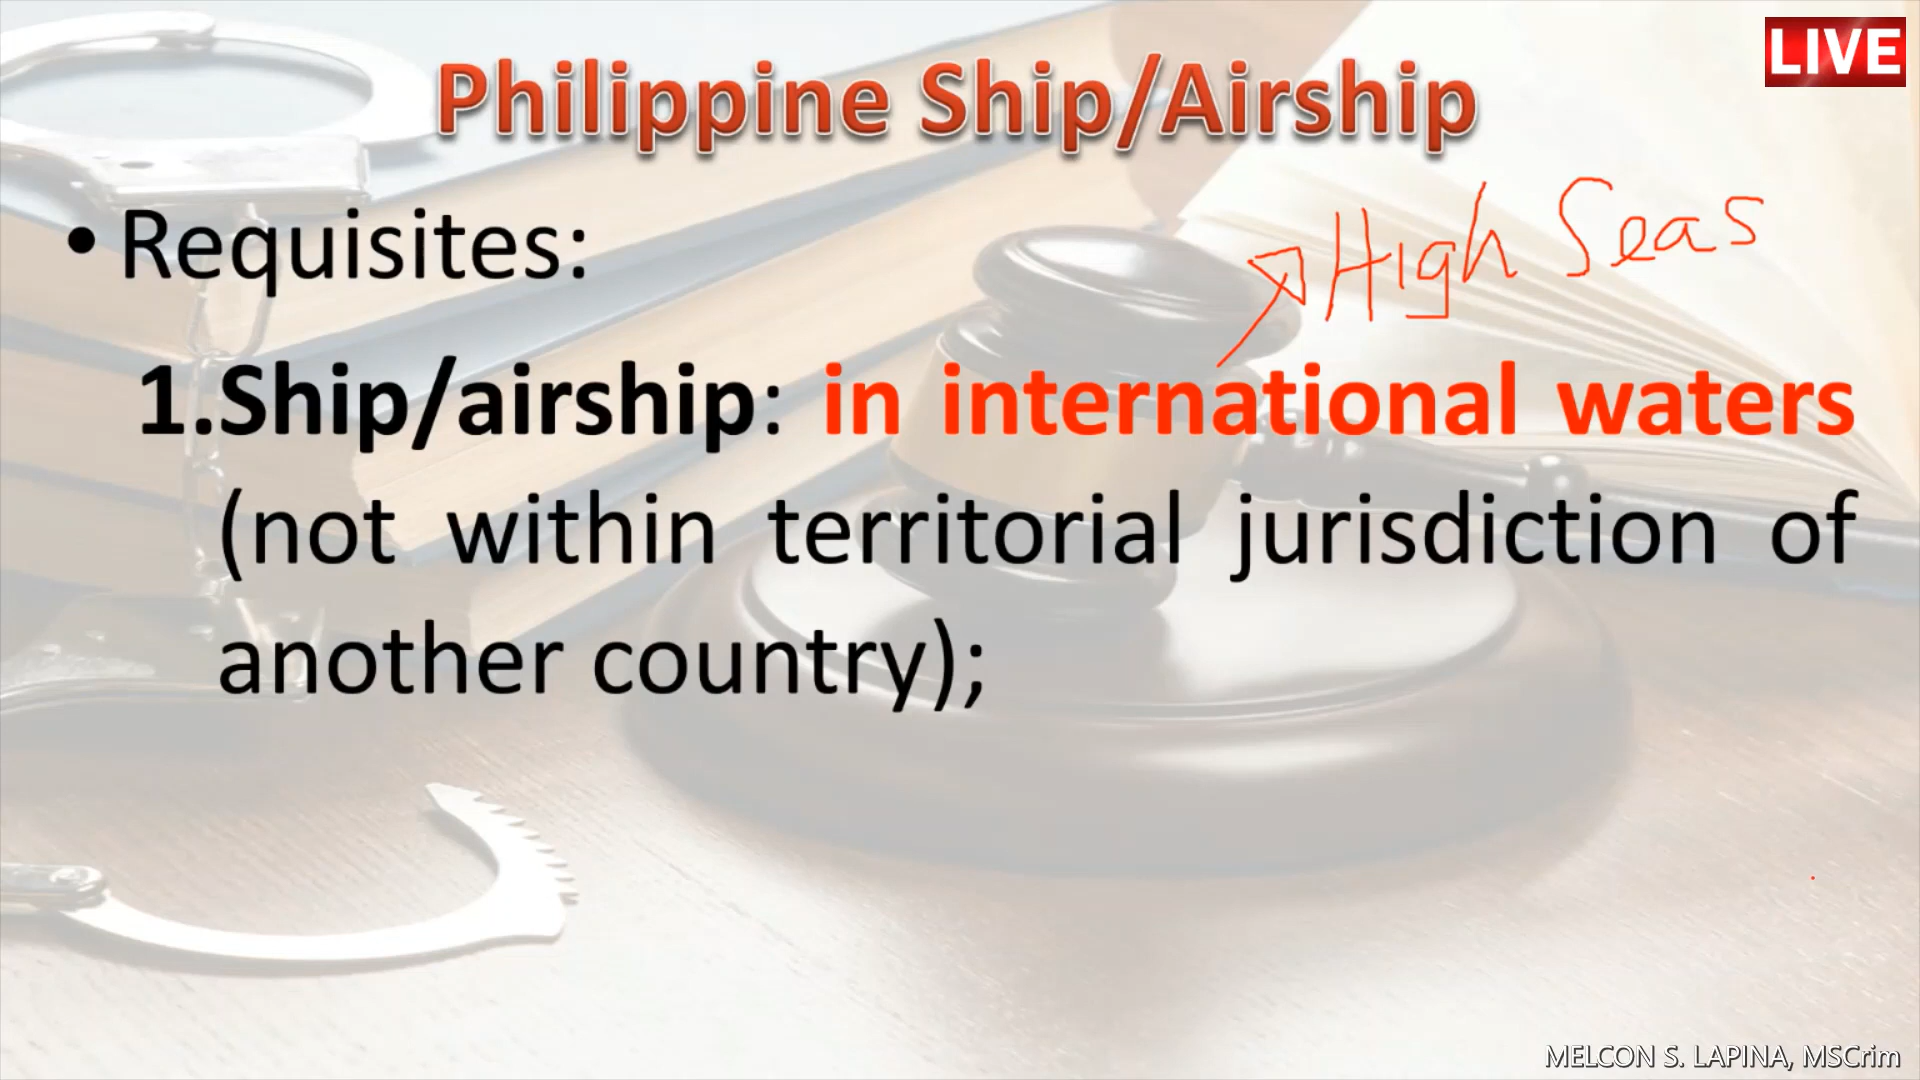 LIVE
Philippine Ship/Airship
High Seas
• Requisites:
1.Ship/airship: in international waters
(not within territorial jurisdiction of
another country);
MELCON S. LAPINA, MSCrim